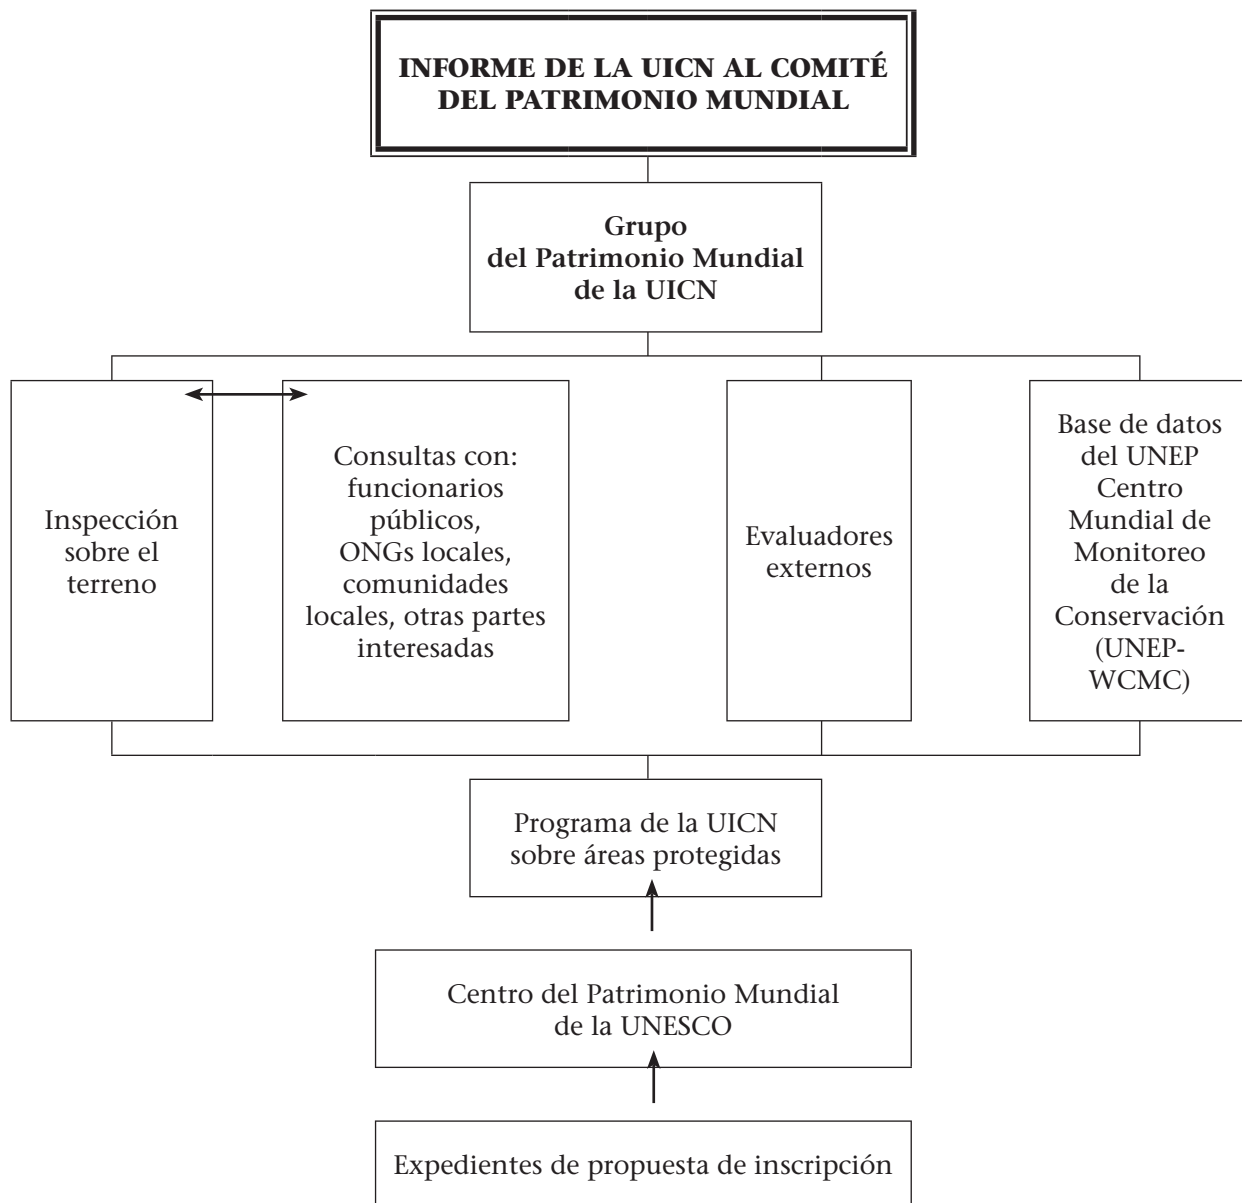 INFORME DE LA UICN AL COMITÉ
DEL PATRIMONIO MUNDIAL
Grupo
del Patrimonio Mundial
de la UICN
Inspección
sobre el
terreno
Consultas con:
funcionarios
públicos,
ONGs locales,
comunidades
locales, otras partes
interesadas
Evaluadores
externos
Base de datos
del UNEP
Centro
Mundial de
Monitoreo
de la
Conservación
(UNEP-
WCMC)
Programa de la UICN
sobre áreas protegidas
Centro del Patrimonio Mundial
de la UNESCO
Expedientes de propuesta de inscripción